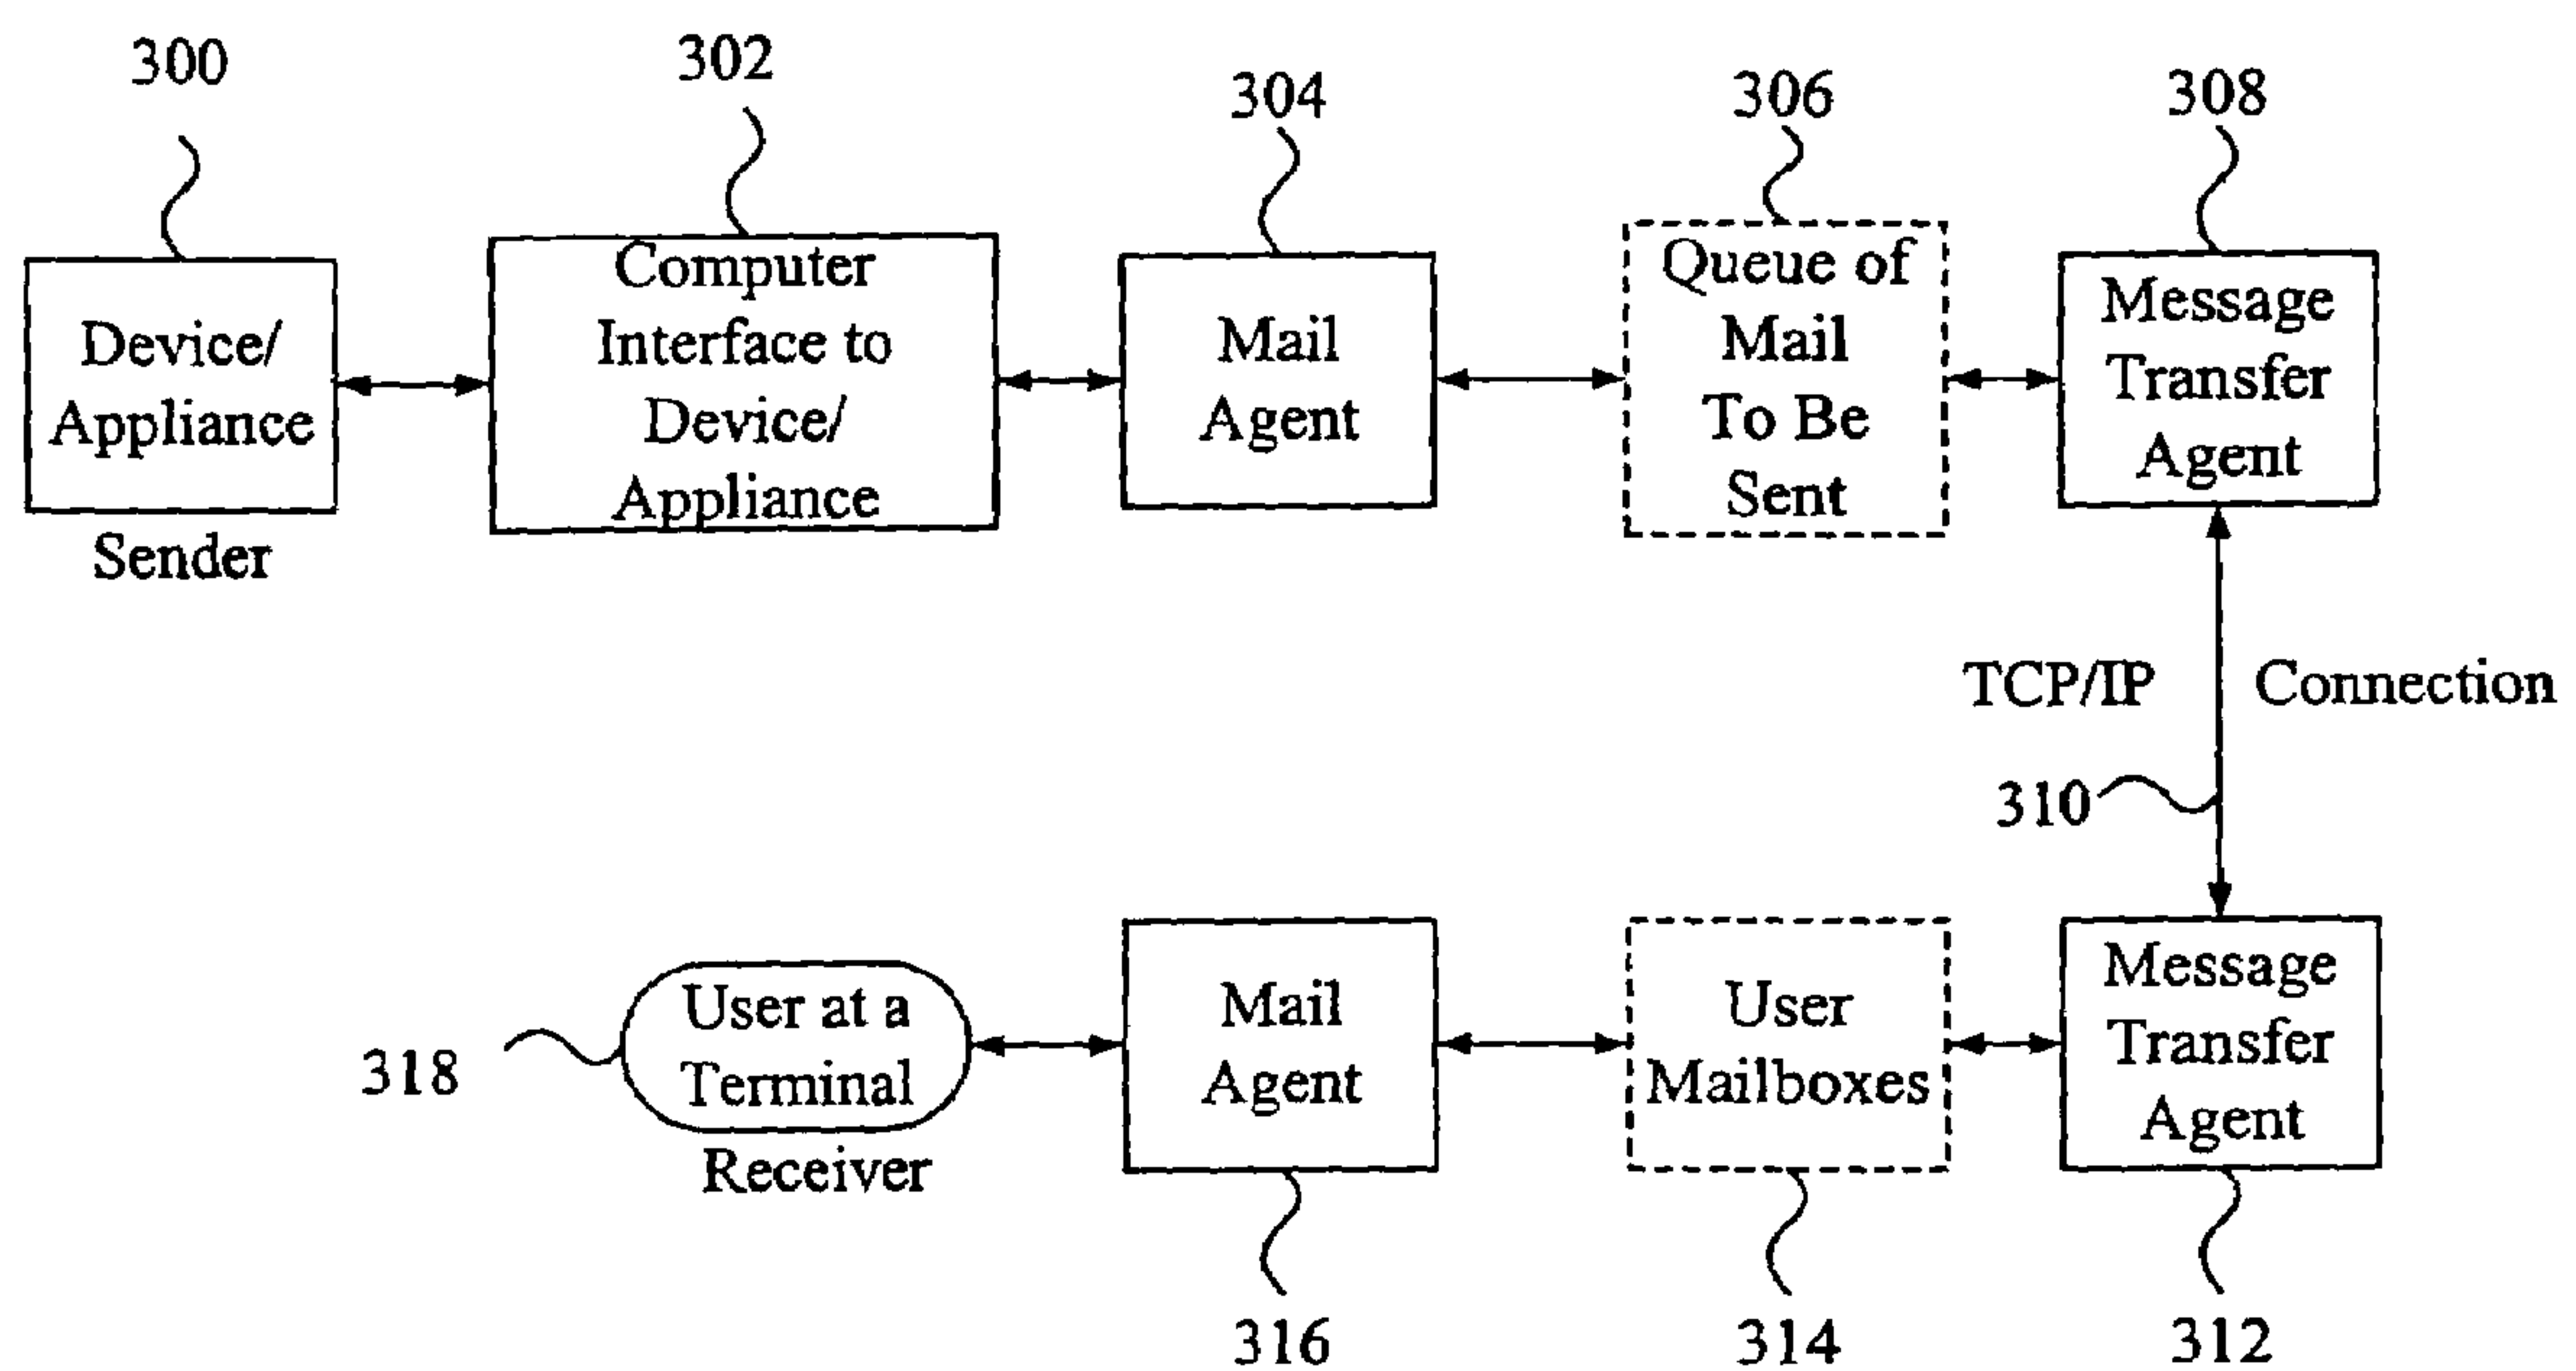 300
302
304
306
308
Device/
Appliance
Sender
Computer
Interface to
Device/
Appliance
Mail
Agent
Queue of
Mail
To Be
Sent
Message
Transfer
Agent
TCP/IP Connection
310
318
User at a
Terminal
Receiver
Mail
Agent
User
Mailboxes
Message
Transfer
Agent
316
314
312